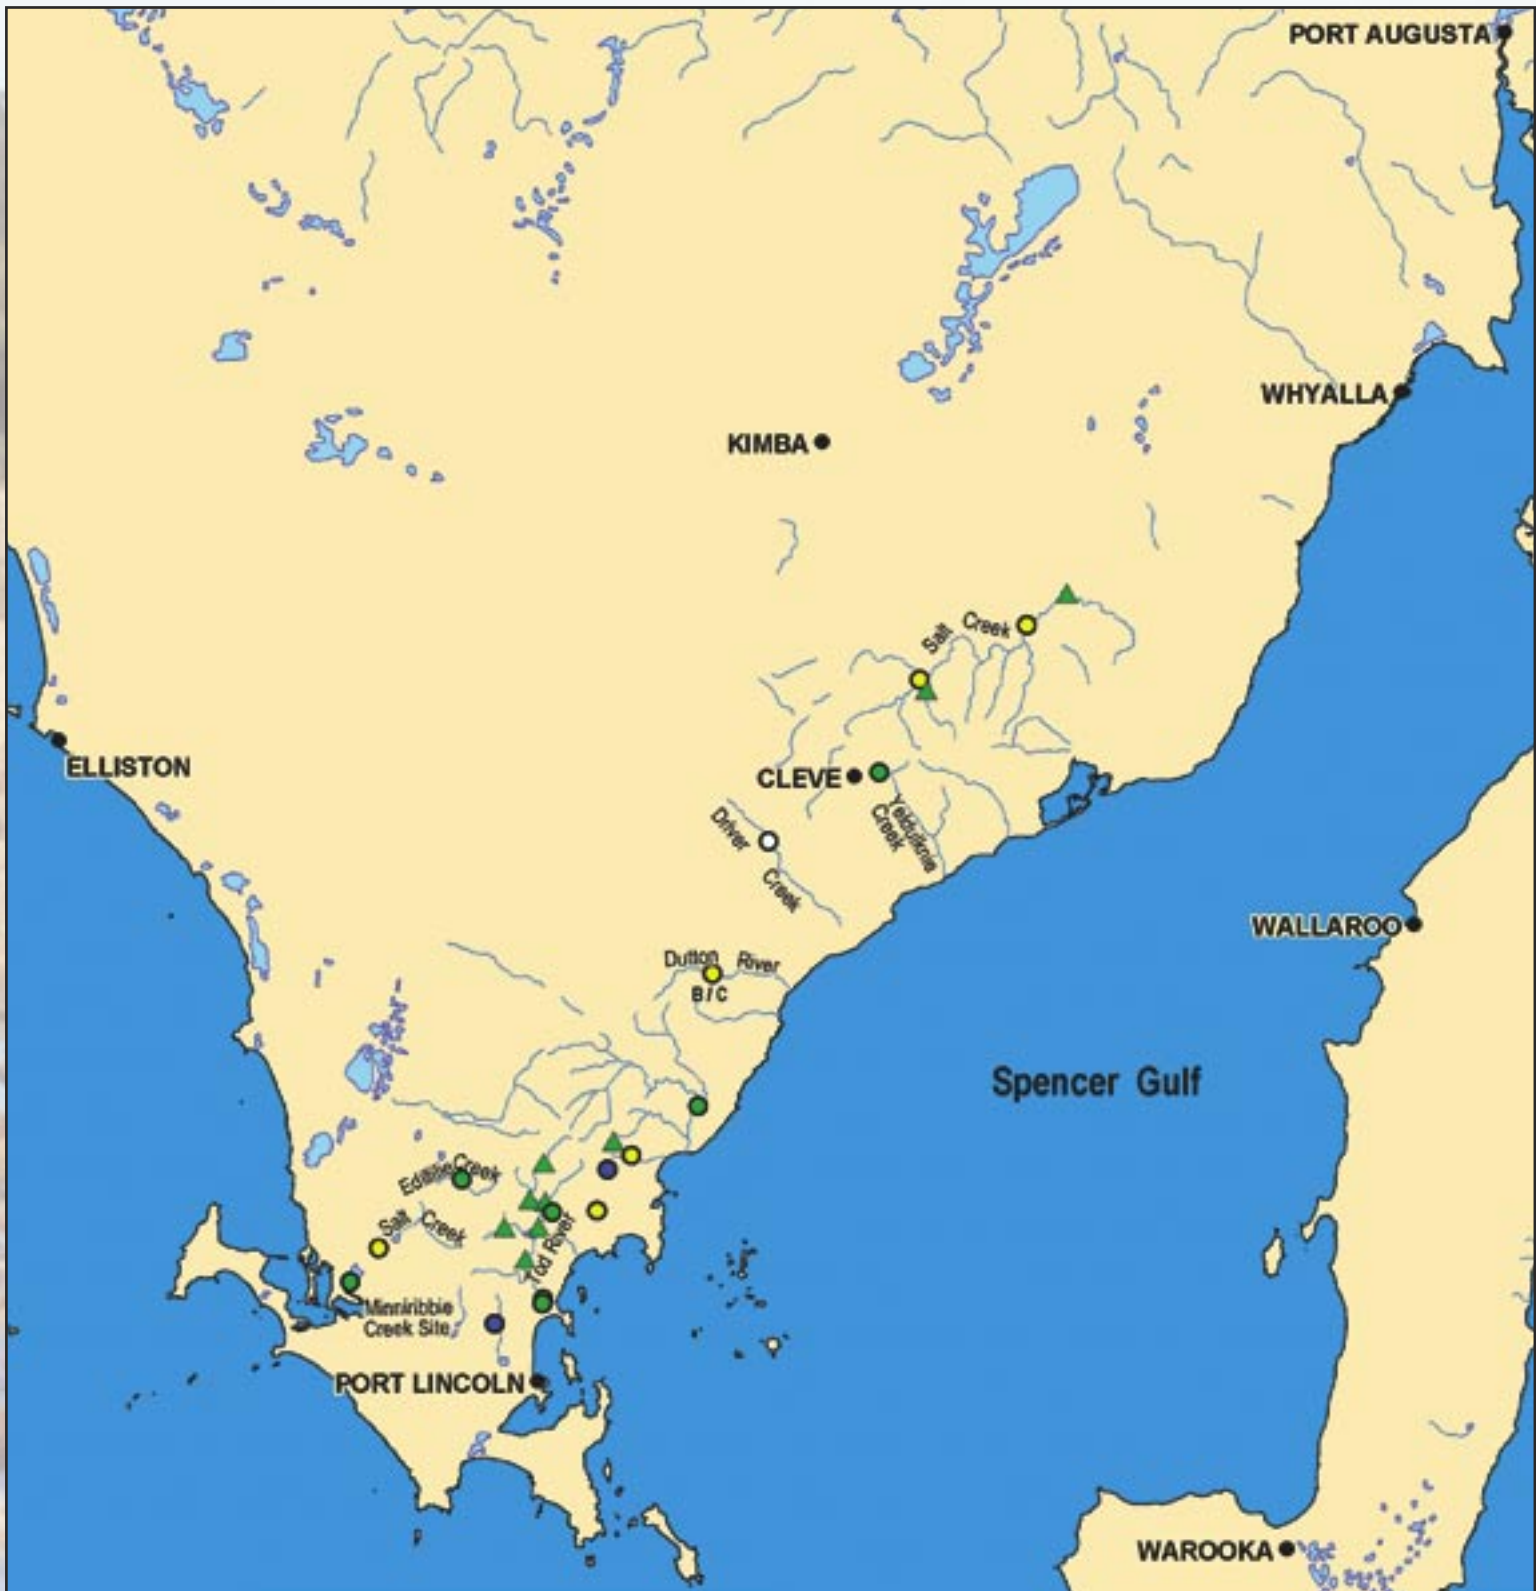 PORT AUGUSTA
WHYALLA
KIMBA
Salt Creek
ELLISTON
CLEVE
Yeldulknie
Creek
Driver
Creek
WALLAROO
Dutton River
B / C
Spencer Gulf
Edillilie Creek
Salt Creek
Tod River
Minniribbie
Creek Site
PORT LINCOLN
WAROOKA